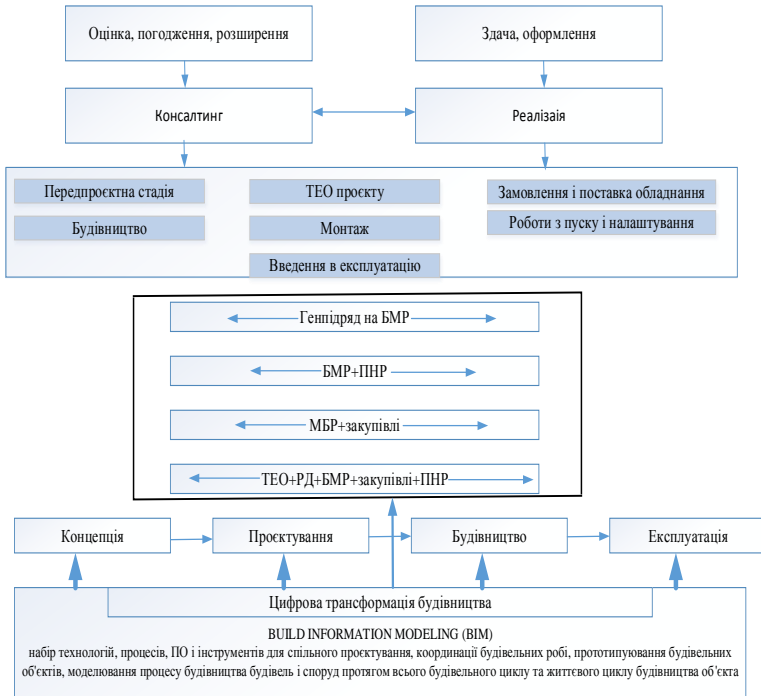 Оцінка, погодження, розширення
Здача, оформлення
Консалтинг
Реалізаія
Передпроєктна стадія
ТЕО проєкту
Замовлення і поставка обладнання
Будівництво
Монтаж
Роботи з пуску і налаштування
Введення в експлуатацію
Генпідряд на БМР
БМР+ПНР
МБР+закупівлі
ТЕО+РД+БМР+закупівлі+ПНР
Концепція
Проєктування
Будівництво
Експлуатація
Цифрова трансформація будівництва
BUILD INFORMATION MODELING (BIM)
набір технологій, процесів, ПО і інструментів для спільного проєктування, координації будівельних робі, прототипуювання будівельних
об'єктів, моделювання процесу будівництва будівель і споруд протягом всього будівельного циклу та життєвого циклу будівництва об'єкта